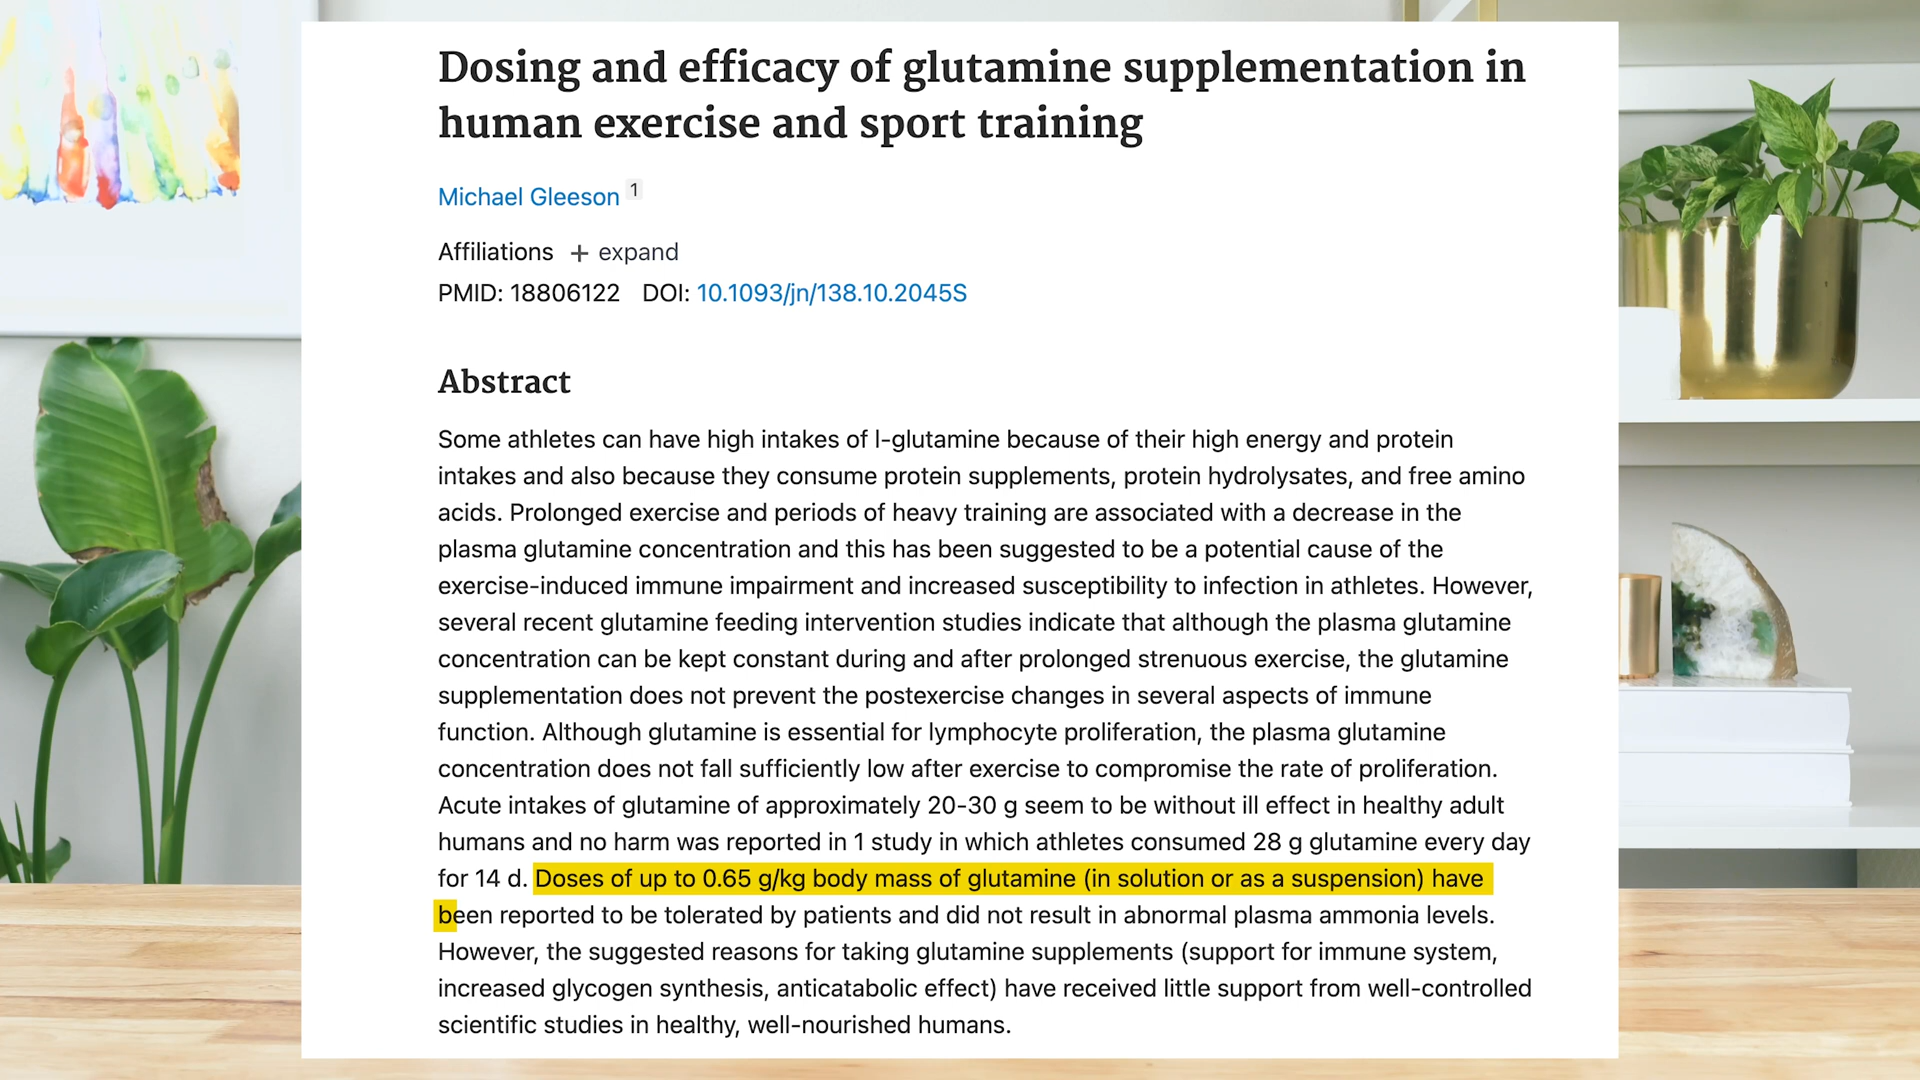 Dosing and efficacy of glutamine supplementation in
human exercise and sport training
Michael Gleeson 1
Affiliations + expand
PMID: 18806122 DOI: 10.1093/jn/138.10.2045S
Abstract
Some athletes can have high intakes of l-glutamine because of their high energy and protein
intakes and also because they consume protein supplements, protein hydrolysates, and free amino
acids. Prolonged exercise and periods of heavy training are associated with a decrease in the
plasma glutamine concentration and this has been suggested to be a potential cause of the
exercise-induced immune impairment and increased susceptibility to infection in athletes. However,
several recent glutamine feeding intervention studies indicate that although the plasma glutamine
concentration can be kept constant during and after prolonged strenuous exercise, the glutamine
supplementation does not prevent the postexercise changes in several aspects of immune
function. Although glutamine is essential for lymphocyte proliferation, the plasma glutamine
concentration does not fall sufficiently low after exercise to compromise the rate of proliferation.
Acute intakes of glutamine of approximately 20-30 g seem to be without ill effect in healthy adult
humans and no harm was reported in 1 study in which athletes consumed 28 g glutamine every day
for 14 d. Doses of up to 0.65 g/kg body mass of glutamine (in solution or as a suspension) have
been reported to be tolerated by patients and did not result in abnormal plasma ammonia levels.
However, the suggested reasons for taking glutamine supplements (support for immune system,
increased glycogen synthesis, anticatabolic effect) have received little support from well-controlled
scientific studies in healthy, well-nourished humans.